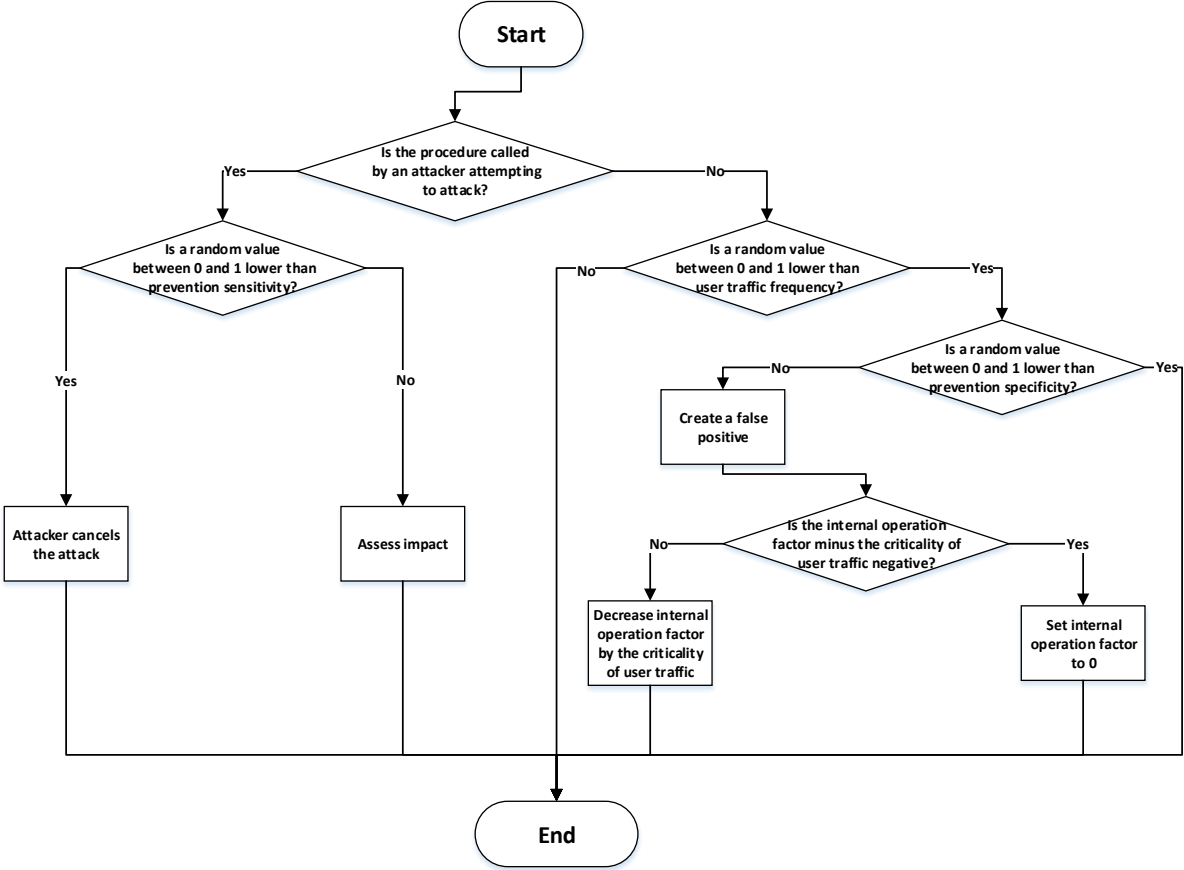 Start
Is the procedure called
by an attacker attempting
to attack?
Yes
No
Is a random value
between 0 and 1 lower than
prevention sensitivity?
Is a random value
between 0 and 1 lower than
user traffic frequency?
No
Yes
Is a random value
between 0 and 1 lower than
prevention specificity?
No
Yes
Yes
No
Create a false
positive
Attacker cancels
the attack
Assess impact
Is the internal operation
factor minus the criticality of
user traffic negative?
No
Yes
Decrease internal
operation factor
by the criticality
of user traffic
Set internal
operation factor
to 0
End